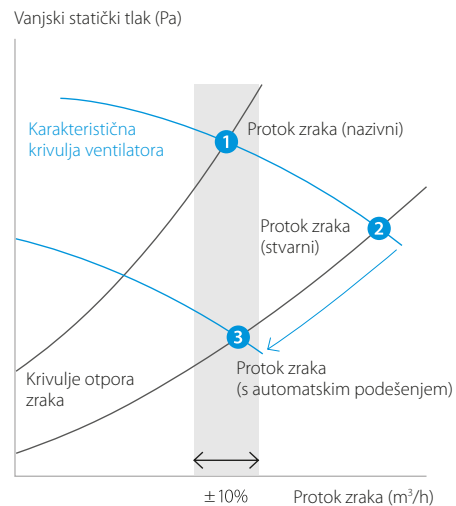 Vanjski statički tlak (Pa)
Karakteristična
krivulja ventilatora
1
Protok zraka (nazivni)
Protok zraka
(stvarni)
2
3
Protok zraka
(s automatskim podešenjem)
Krivulje otpora
zraka
±10%
Protok zraka (m³/h)